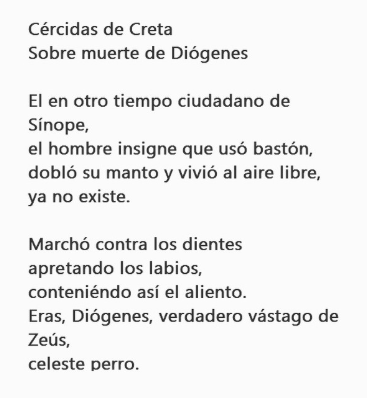 Cércidas de Creta
Sobre muerte de Diógenes
El en otro tiempo ciudadano de
Sínope,
el hombre insigne que usó bastón,
dobló su manto y vivió al aire libre,
ya no existe.
Marchó contra los dientes
apretando los labios,
conteniéndo así el aliento.
Eras, Diógenes, verdadero vástago de
Zeús,
celeste perro.